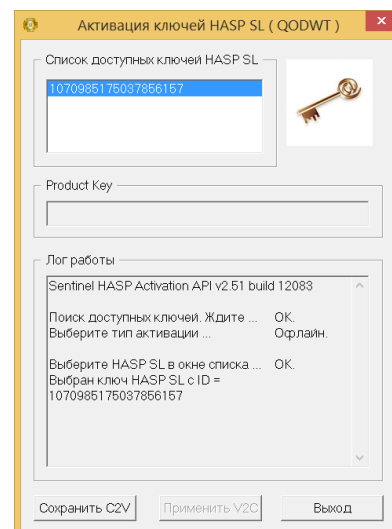 Активация ключей HASP SL ( QODWT )
Список доступных ключей HASP SL
1070985175037856157
Product Key
Лог работы
Sentinel HASP Activation API v2.51 build 12083
Поиск доступных ключей. Ждите ... OK.
Выберите тип активации ... Офлайн.
Выберите HASP SL в окне списка ... OK.
Выбран ключ HASP SL с ID =
1070985175037856157
Сохранить C2V Применить V2C Выход